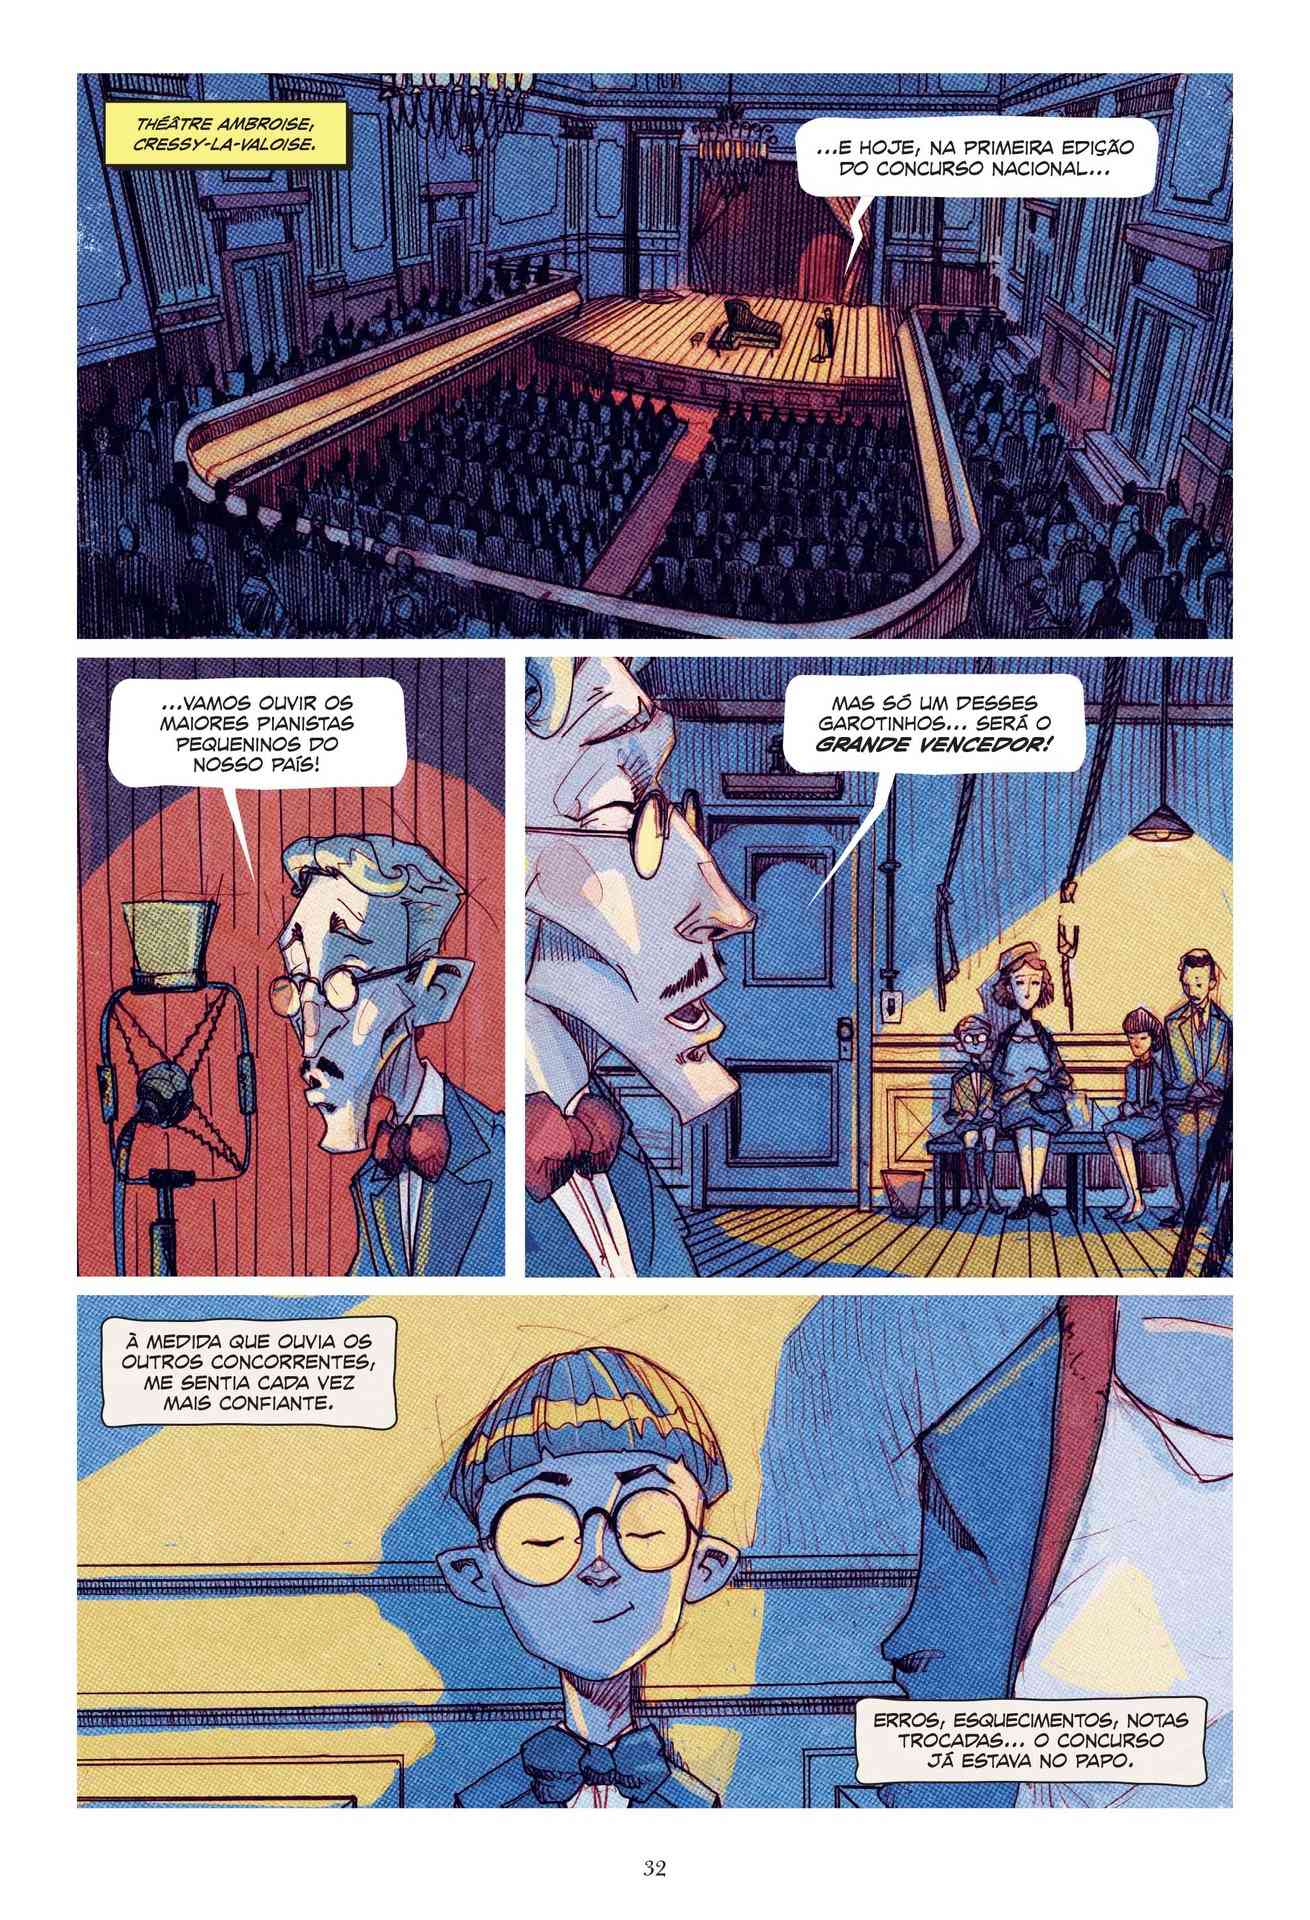 THÉÂTRE AMBROISE,
CRESSY-LA-VALOISE.
...E HOJE, NA PRIMEIRA EDIÇÃO
DO CONCURSO NACIONAL...
...VAMOS OUVIR OS
MAIORES PIANISTAS
PEQUENINOS DO
NOSSO PAÍS!
MAS SÓ UM DESSES
GAROTINHOS... SERÁ O
GRANDE VENCEDOR!
À MEDIDA QUE OUVIA OS
OUTROS CONCORRENTES,
ME SENTIA CADA VEZ
MAIS CONFIANTE.
ERROS, ESQUECIMENTOS, NOTAS
TROCADAS... O CONCURSO
JÁ ESTAVA NO PAPO.
32